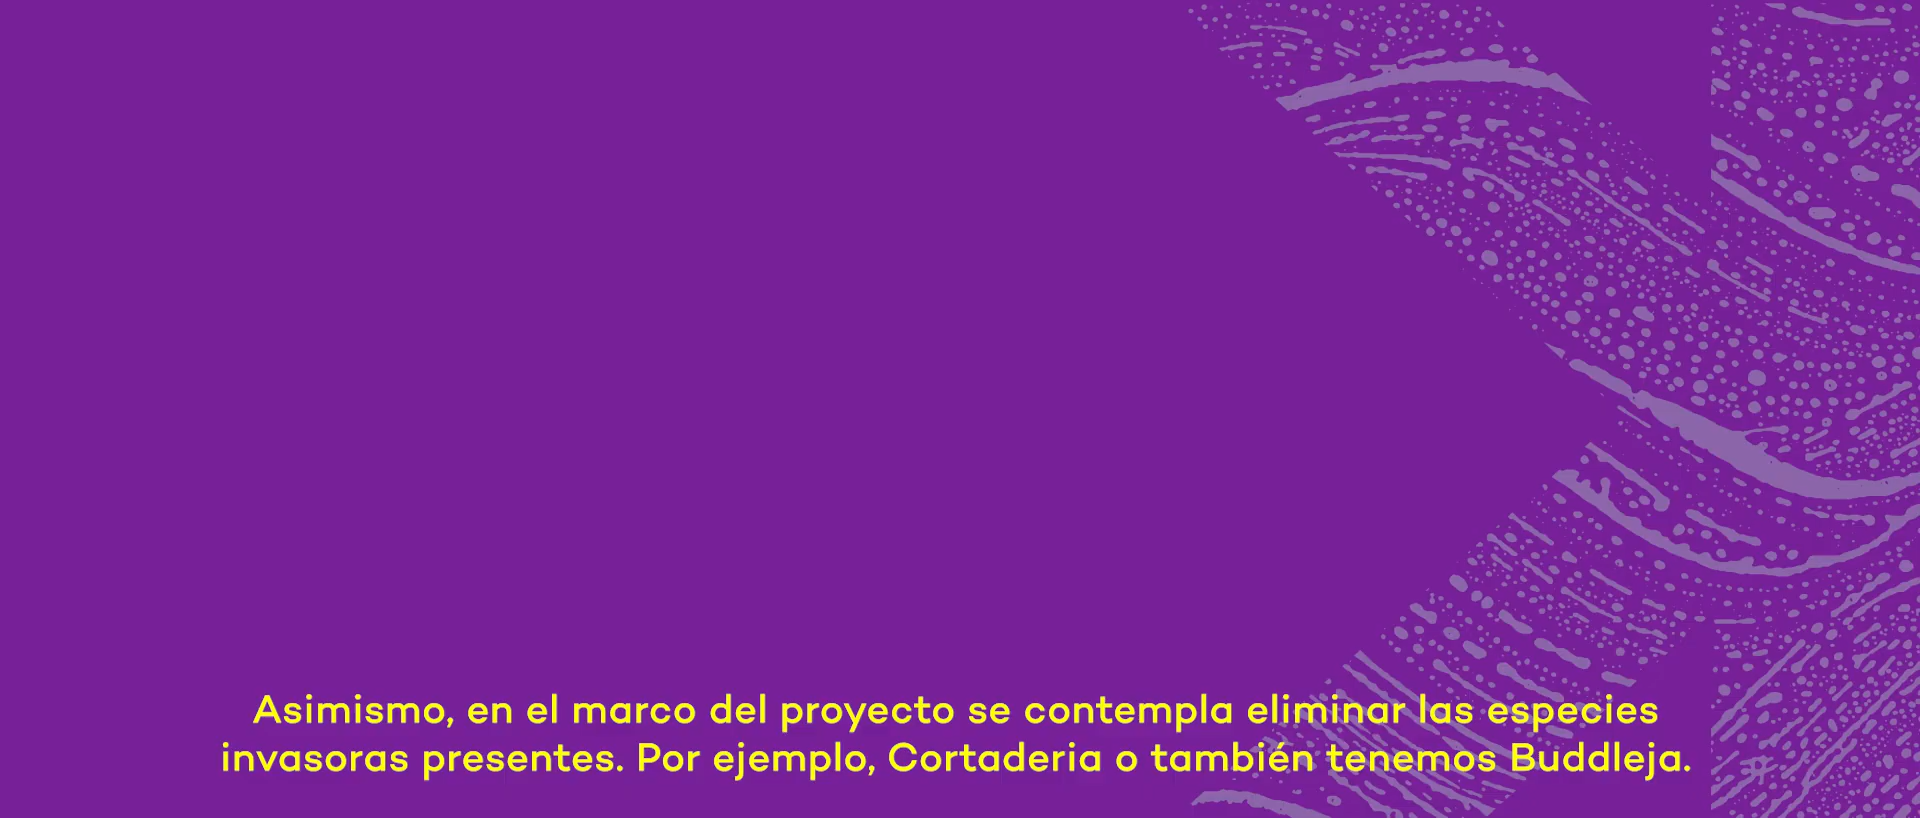 Asimismo, en el marco del proyecto se contempla eliminar las especies
invasoras presentes. Por ejemplo, Cortaderia o también tenemos Buddleja.